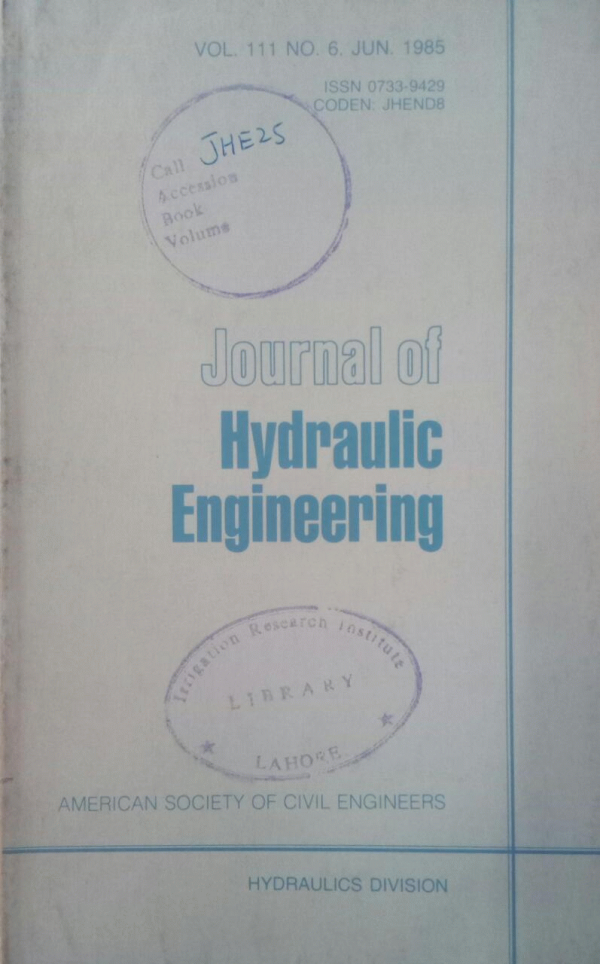 VOL. 111 NO. 6. JUN. 1985
ISSN 0733-9429
CODEN: JHEND8
Call JHE25
Accession
Book
Volume
Journal of
Hydraulic
Engineering
Irrigation Research Institute
LIBRARY
LAHORE
AMERICAN SOCIETY OF CIVIL ENGINEERS
HYDRAULICS DIVISION